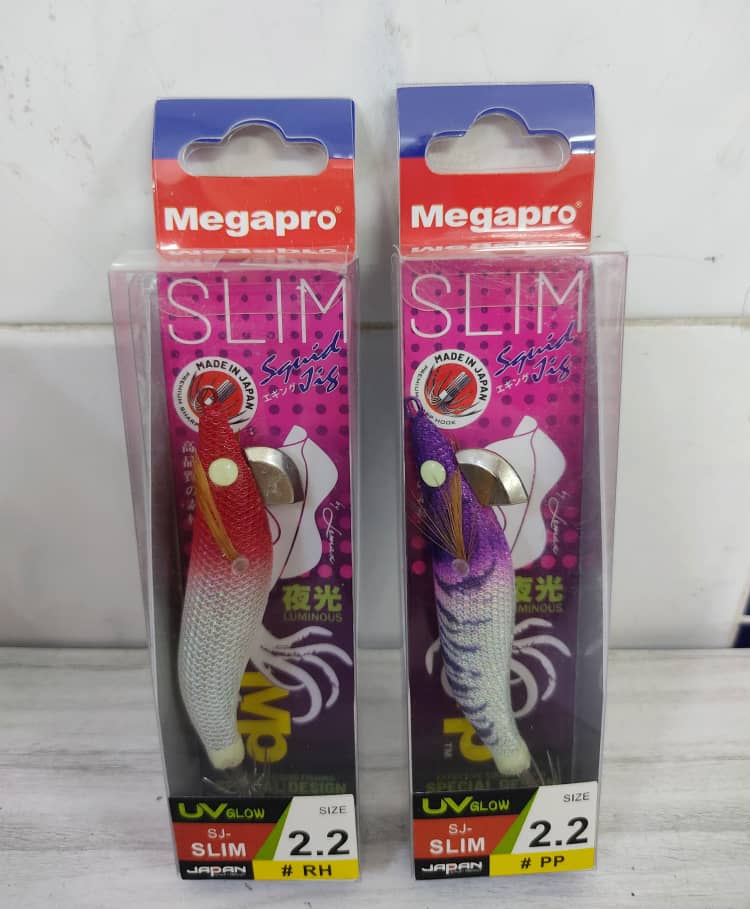 Megapro®
SLIM
Squid
Jig
エギング
MADE IN JAPAN
夜光
LUMINOUS
Mp
UV GLOW
SIZE
SJ-
SLIM
2.2
# RH
JAPAN
Megapro®
SLIM
Squid
Jig
エギング
MADE IN JAPAN
夜光
LUMINOUS
p™
UV GLOW
SIZE
SJ-
SLIM
2.2
# PP
JAPAN